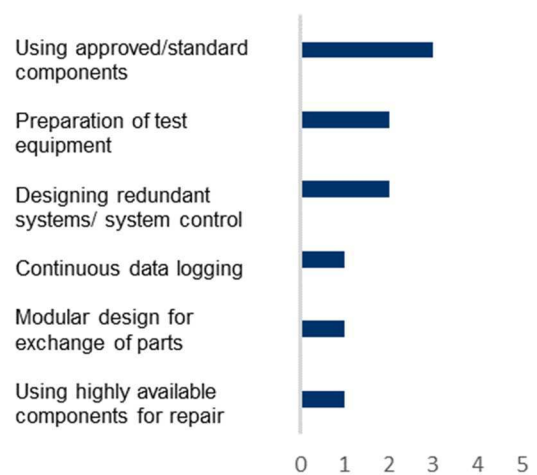 Using approved/standard
components
Preparation of test
equipment
Designing redundant
systems/ system control
Continuous data logging
Modular design for
exchange of parts
Using highly available
components for repair
0 1 2 3 4 5